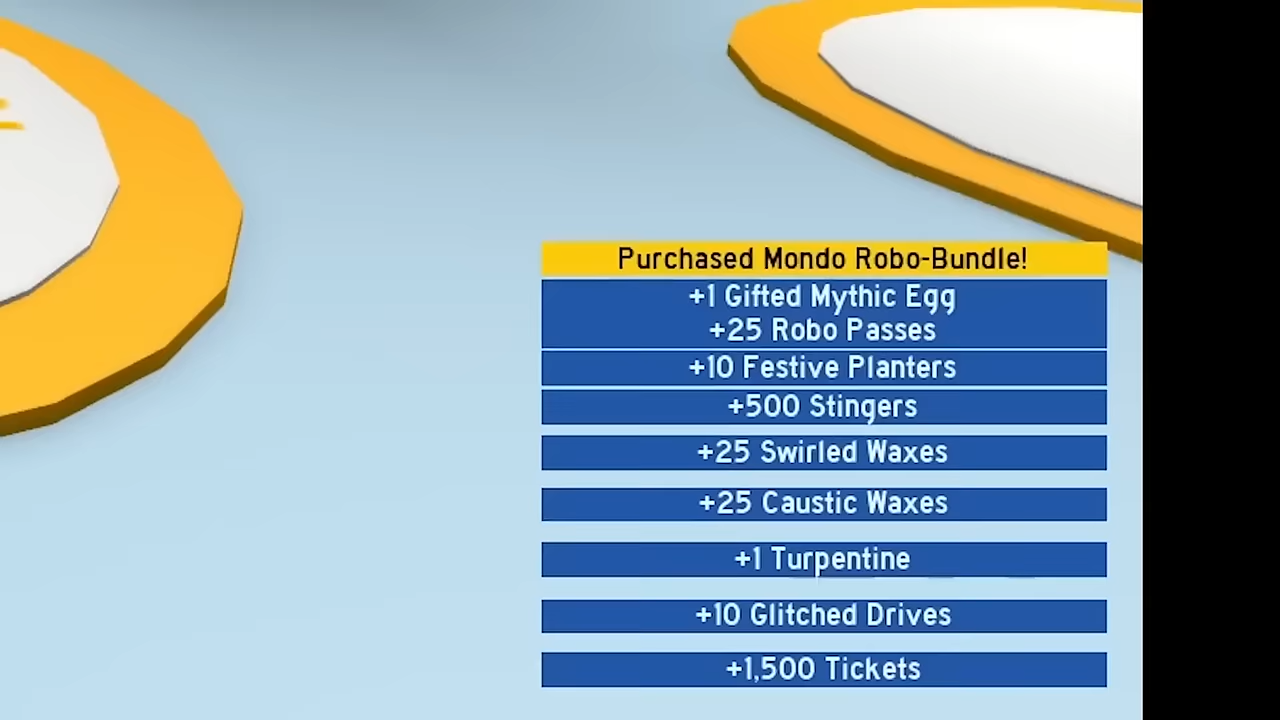 Purchased Mondo Robo-Bundle!
+1 Gifted Mythic Egg
+25 Robo Passes
+10 Festive Planters
+500 Stingers
+25 Swirled Waxes
+25 Caustic Waxes
+1 Turpentine
+10 Glitched Drives
+1,500 Tickets